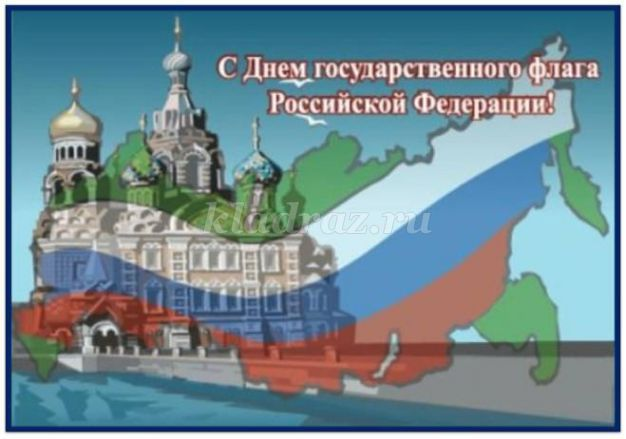 С Днем государственного флага
Российской Федерации!
kladraz.ru